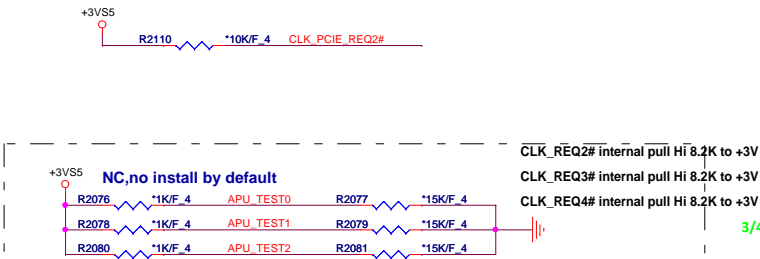 +3VS5
R2110 *10K/F_4 CLK_PCIE_REQ2#
CLK_REQ2# internal pull Hi 8.2K to +3V
+3VS5
NC,no install by default
CLK_REQ3# internal pull Hi 8.2K to +3V
R2076 *1K/F_4 APU_TEST0 R2077 *15K/F_4
CLK_REQ4# internal pull Hi 8.2K to +3V
R2078 *1K/F_4 APU_TEST1 R2079 *15K/F_4
3/4
R2080 *1K/F_4 APU_TEST2 R2081 *15K/F_4